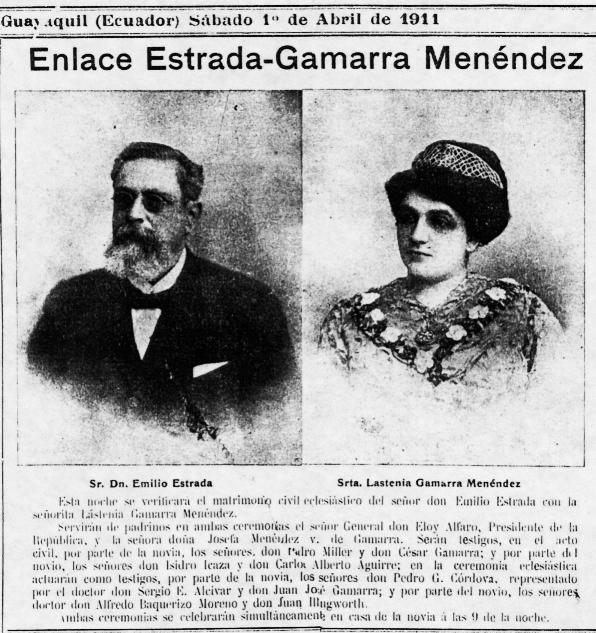 Guayaquil (Ecuador) Sábado 1º de Abril de 1911
Enlace Estrada-Gamarra Menéndez
Sr. Dn. Emilio Estrada
Srta. Lastenia Gamarra Menéndez
Esta noche se verificara el matrimono civil eclesiástico del señor don Emilio Estrada con la
señorita Lastenia Gamarra Menéndez.
Servirán de padrinos en ambas ceremonias el señor General don Eloy Alfaro, Presidente de la
República, y la señora doña Josefa Menéndez v. de Gamarra. Serán testigos, en el acto
civil, por parte de la novia, los señores, don Pedro Miller y don César Gamarra; y por parte del
novio, los señores don Isidro Icaza y don Carlos Alberto Aguirre; en la ceremonia eclesiástica
actuarán como testigos, por parte de la novia, los señores don Pedro G. Córdova, representado
por el doctor don Sergio E. Alcivar y don Juan José Gamarra; y por parte del novio, los señores
doctor don Alfredo Baquerizo Moreno y don Juan Illingworth.
Ambas ceremonias se celebrarán simultáneament en casa de la novia á las 9 de la noche.